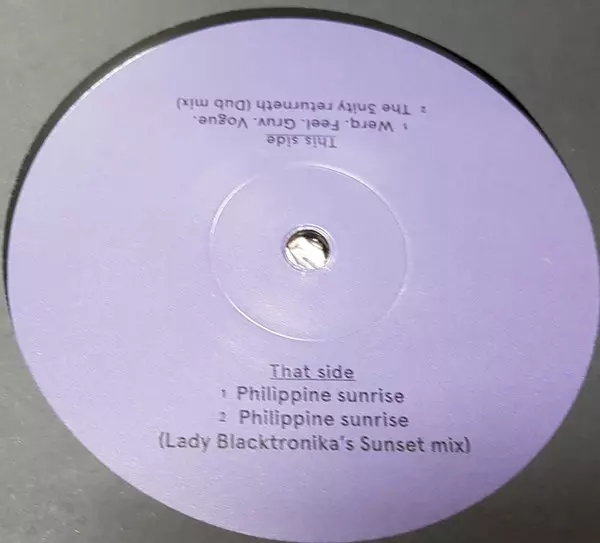 This side
1 Werq. Feel. Gruv. Vogue.
2 The 3nity returneth (Dub mix)
That side
1 Philippine sunrise
2 Philippine sunrise
(Lady Blacktronika's Sunset mix)